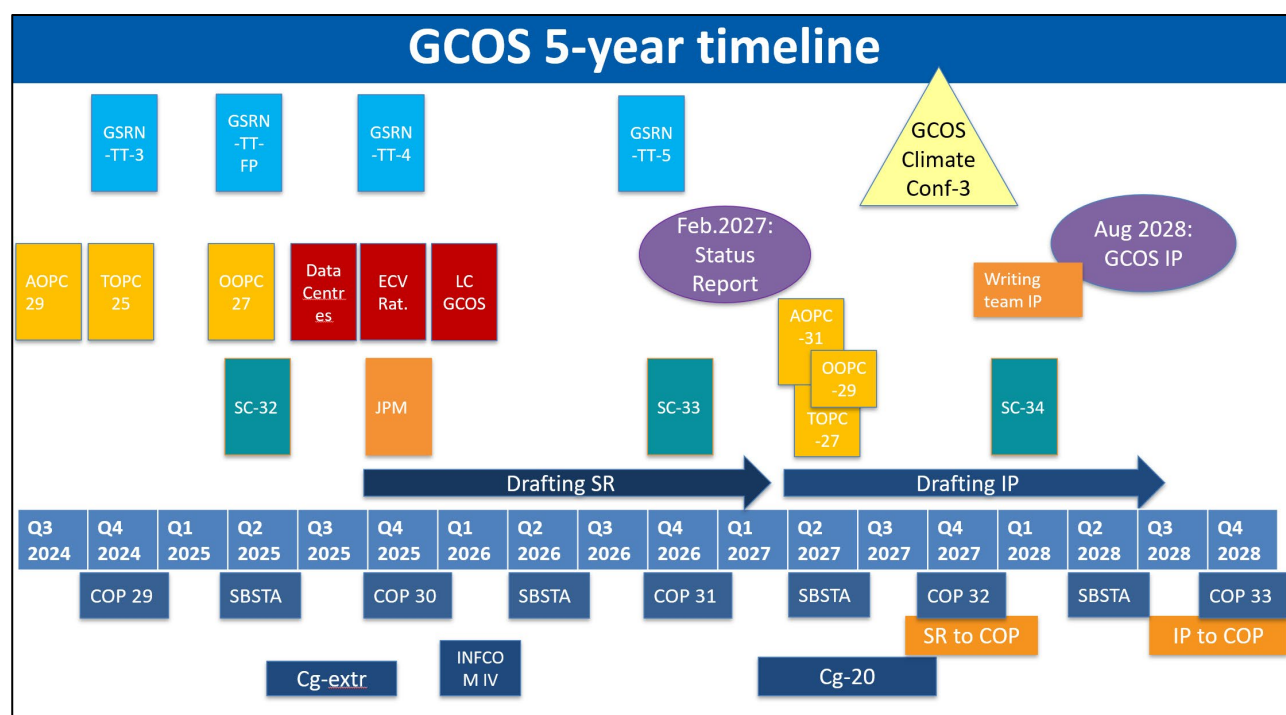 GCOS 5-year timeline
GSRN
-TT-3
GSRN
-TT-
FP
GSRN
-TT-4
GSRN
-TT-5
GCOS
Climate
Conf-3
Feb.2027:
Status
Report
Aug 2028:
GCOS IP
AOPC
29
TOPC
25
OOPC
27
Data
Centr
es
ECV
Rat.
LC
GCOS
Writing
team IP
AOPC
-31
OOPC
-29
TOPC
-27
SC-32
JPM
SC-33
SC-34
Drafting SR
Drafting IP
Q3
2024
Q4
2024
Q1
2025
Q2
2025
Q3
2025
Q4
2025
Q1
2026
Q2
2026
Q3
2026
Q4
2026
Q1
2027
Q2
2027
Q3
2027
Q4
2027
Q1
2028
Q2
2028
Q3
2028
Q4
2028
COP 29
SBSTA
COP 30
SBSTA
COP 31
SBSTA
COP 32
SBSTA
COP 33
SR to COP
IP to COP
Cg-extr
INFCO
M IV
Cg-20